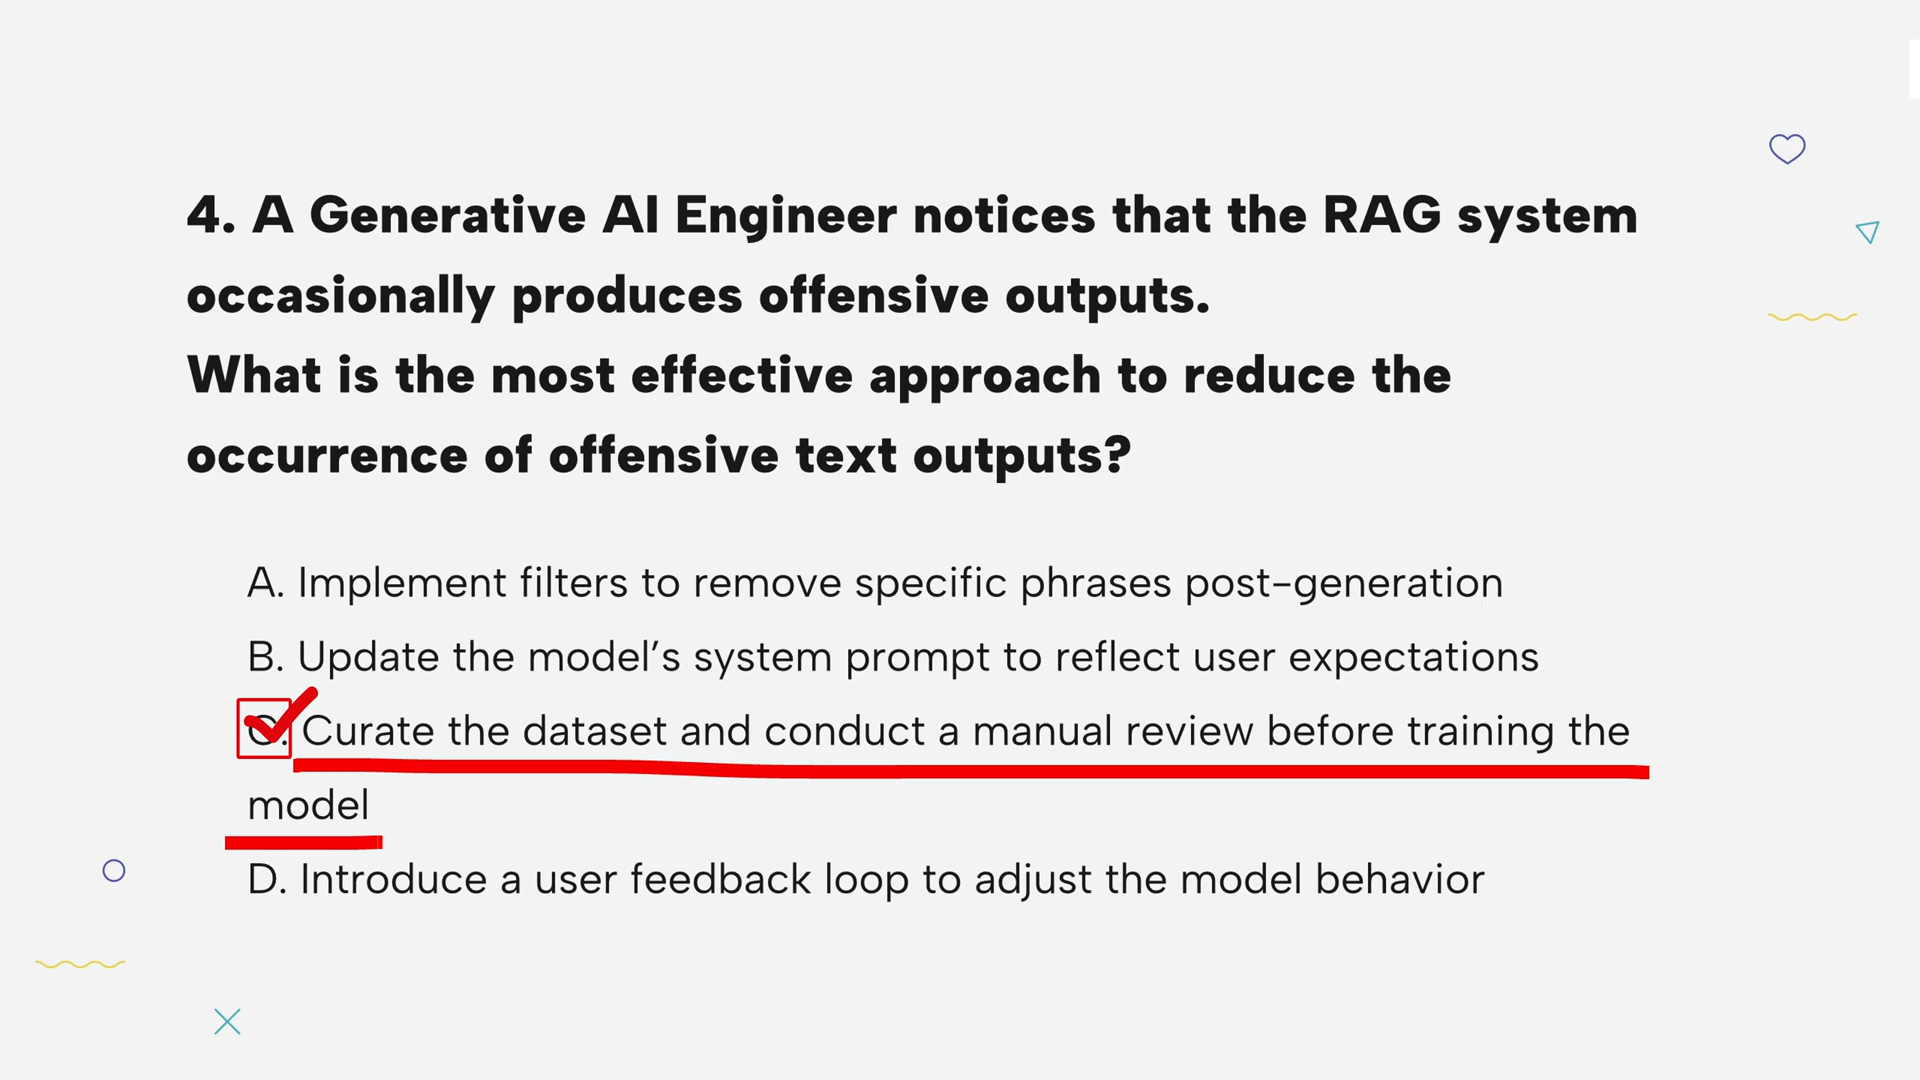 4. A Generative AI Engineer notices that the RAG system
occasionally produces offensive outputs.
What is the most effective approach to reduce the
occurrence of offensive text outputs?
A. Implement filters to remove specific phrases post-generation
B. Update the model’s system prompt to reflect user expectations
C. Curate the dataset and conduct a manual review before training the
model
D. Introduce a user feedback loop to adjust the model behavior